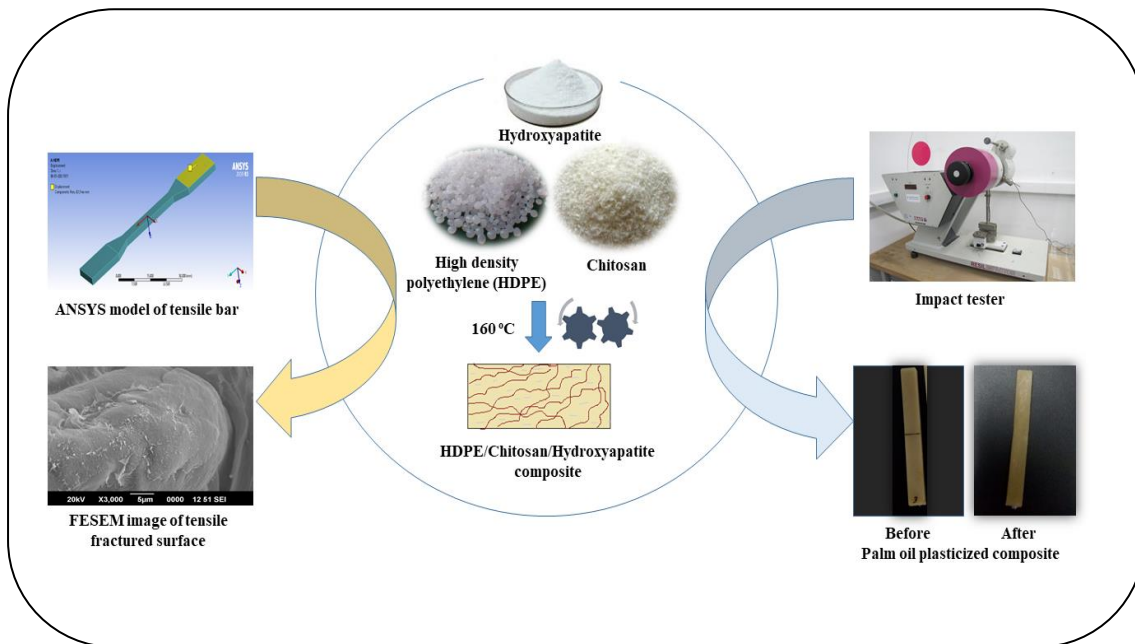 Hydroxyapatite
High density
polyethylene (HDPE)
Chitosan
160 °C
HDPE/Chitosan/Hydroxyapatite
composite
ANSYS
ANSYS model of tensile bar
20kV X3,000 5µm 0000 12 51 SEI
FESEM image of tensile
fractured surface
Impact tester
Before After
Palm oil plasticized composite